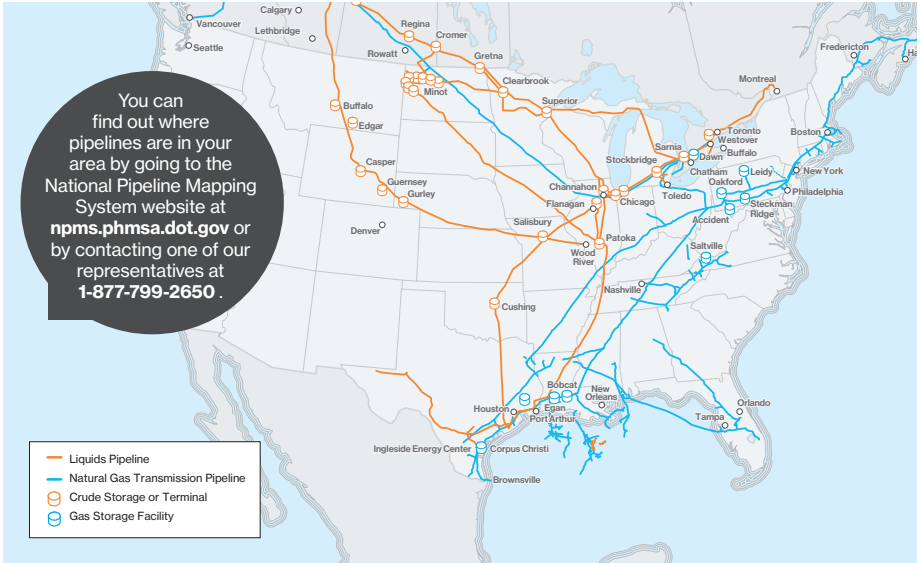 Calgary
Vancouver
Lethbridge
Seattle
Regina
Cromer
Rowatt
Gretna
Minot
Clearbrook
Superior
Fredericton
Ha
Montreal
You can
find out where
pipelines are in your
area by going to the
National Pipeline Mapping
System website at
npms.phmsa.dot.gov or
by contacting one of our
representatives at
1-877-799-2650 .
Buffalo
Edgar
Casper
Guernsey
Gurley
Denver
Toronto
Westover
Boston
Sarnia
Buffalo
Stockbridge
Dawn
Chatham
Leidy
New York
Channahon
Oakford
Toledo
Philadelphia
Flanagan
Chicago
Steckman
Ridge
Accident
Salisbury
Patoka
Saltville
Wood
River
Nashville
Cushing
Bobcat
New
Orleans
Houston
Egan
Port Arthur
Orlando
Tampa
Ingleside Energy Center
Corpus Christi
Brownsville
Liquids Pipeline
Natural Gas Transmission Pipeline
Crude Storage or Terminal
Gas Storage Facility